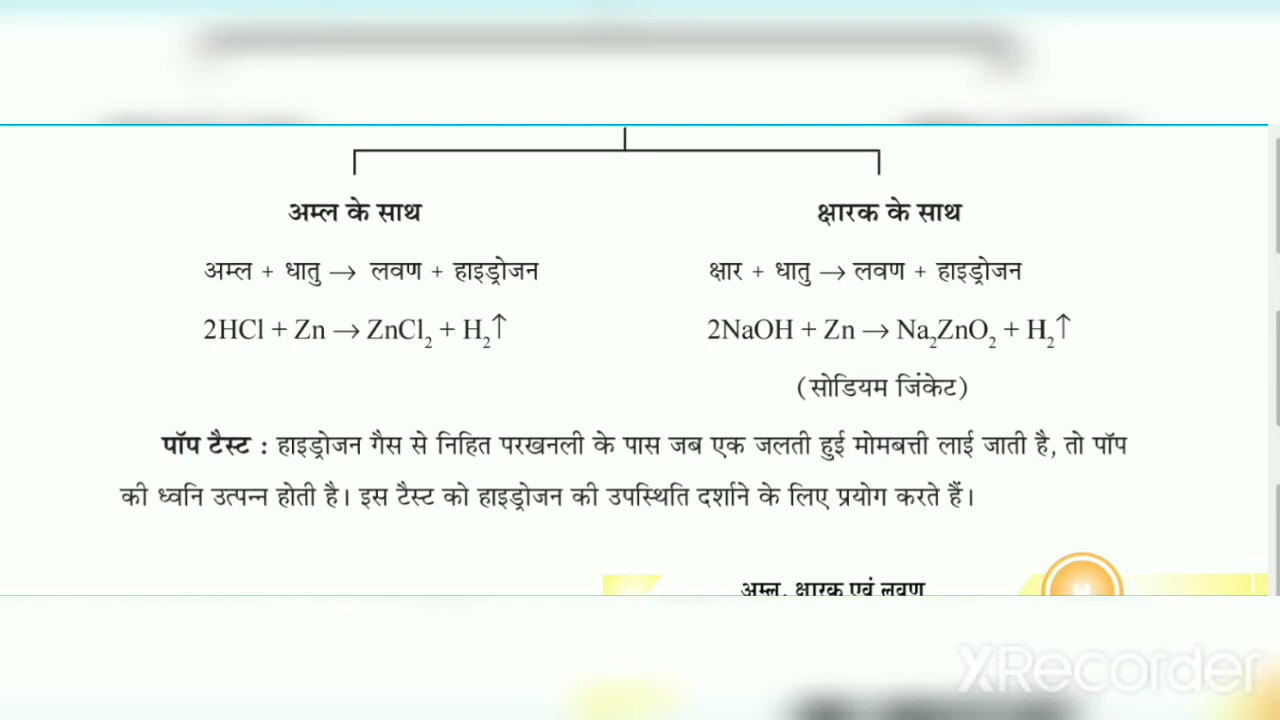 अम्ल के साथ
क्षारक के साथ
अम्ल + धातु → लवण + हाइड्रोजन
क्षार + धातु → लवण + हाइड्रोजन
2HCl + Zn → ZnCl₂ + H₂↑
2NaOH + Zn → Na₂ZnO₂ + H₂↑
(सोडियम जिंकेट)
पॉप टैस्ट : हाइड्रोजन गैस से निहित परखनली के पास जब एक जलती हुई मोमबत्ती लाई जाती है, तो पॉप
की ध्वनि उत्पन्न होती है। इस टैस्ट को हाइड्रोजन की उपस्थिति दर्शाने के लिए प्रयोग करते हैं।
अम्ल, क्षारक एवं लवण
XRecorder